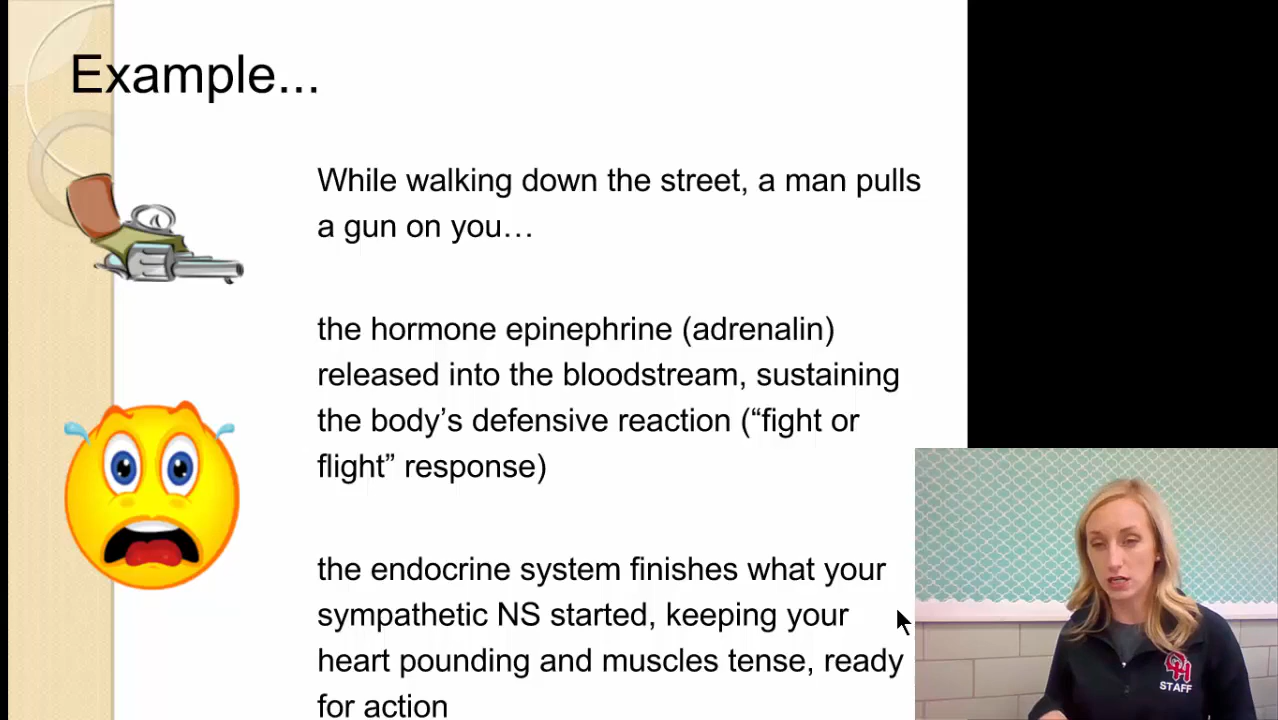 Example...
While walking down the street, a man pulls
a gun on you…
the hormone epinephrine (adrenalin)
released into the bloodstream, sustaining
the body’s defensive reaction (“fight or
flight” response)
the endocrine system finishes what your
sympathetic NS started, keeping your
heart pounding and muscles tense, ready
for action
STAFF